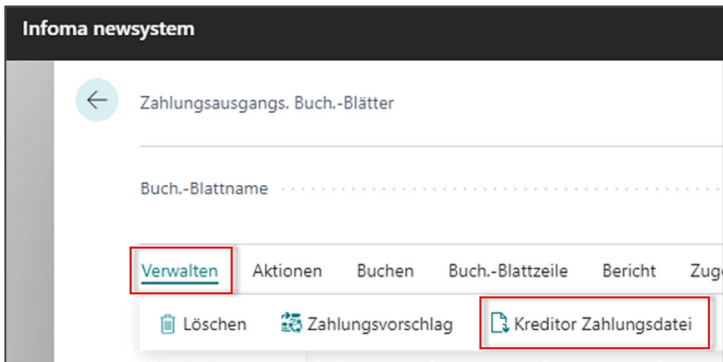 Infoma newsystem
Zahlungsausgangs. Buch.-Blätter
Buch.-Blattname
Verwalten Aktionen Buchen Buch.-Blattzeile Bericht
Löschen Zahlungsvorschlag Kreditor Zahlungsdatei